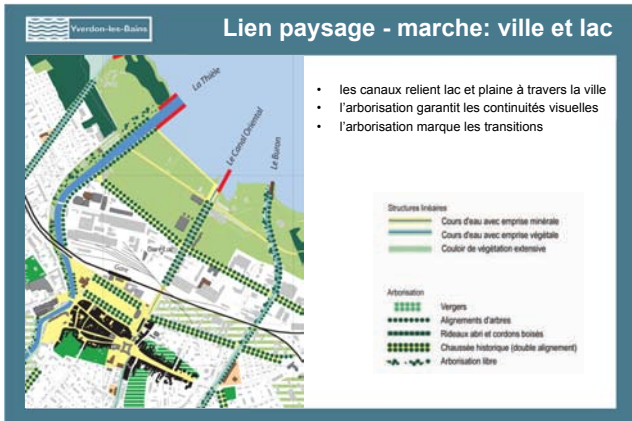 Yverdon-les-Bains
Lien paysage - marche: ville et lac
• les canaux relient lac et plaine à travers la ville
• l'arborisation garantit les continuités visuelles
• l'arborisation marque les transitions
La Thièle
Le Canal Oriental
Le Buron
Gare
Structures linéaires
Cours d'eau avec emprise minérale
Cours d'eau avec emprise végétale
Couloir de végétation extensive
Arborisation
Vergers
Alignements d'arbres
Rideaux abri et cordons boisés
Chaussée historique (double alignement)
Arborisation libre